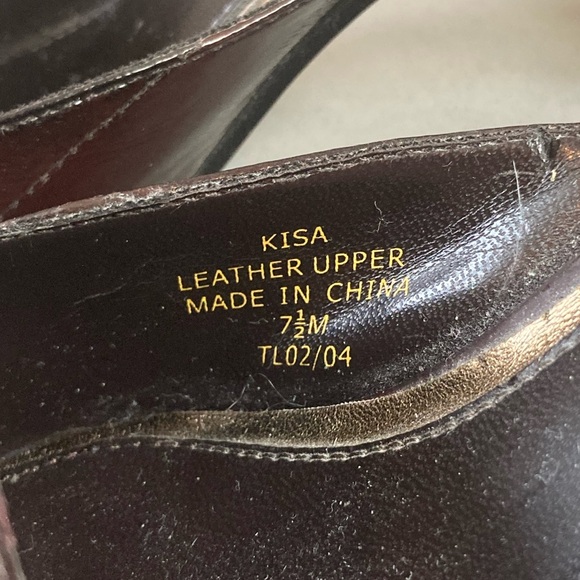 KISA
LEATHER UPPER
MADE IN CHINA
7½M
TL02/04